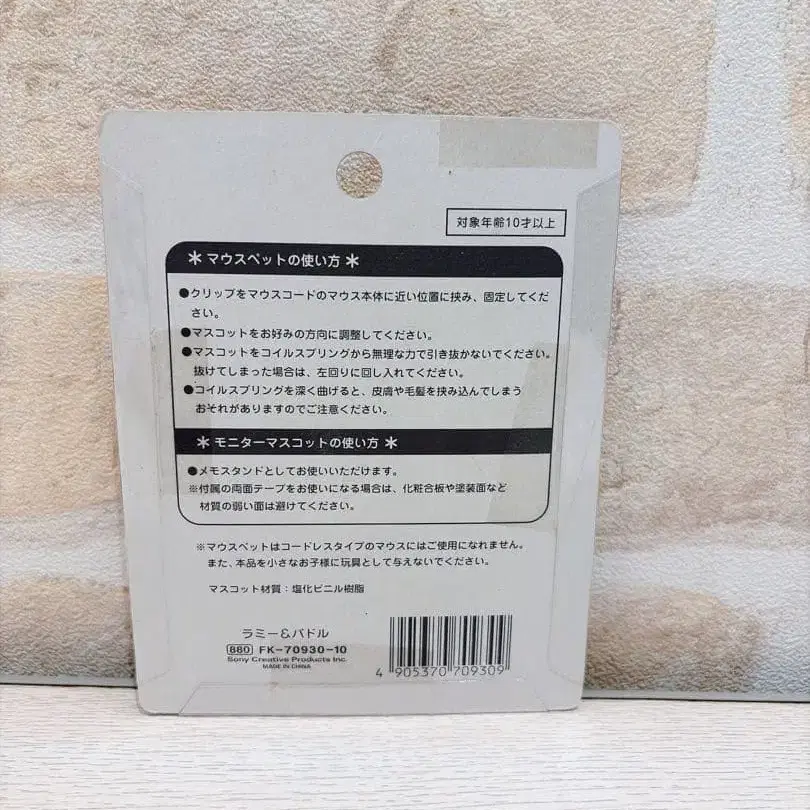 対象年齢10才以上
＊マウスペットの使い方＊
●クリップをマウスコードのマウス本体に近い位置に挟み、固定してくだ
さい。
●マスコットをお好みの方向に調整してください。
●マスコットをコイルスプリングから無理な力で引き抜かないでください。
抜けてしまった場合は、左回りに回し入れてください。
●コイルスプリングを深く曲げると、皮膚や毛髪を挟み込んでしまう
おそれがありますのでご注意ください。
＊モニターマスコットの使い方＊
●メモスタンドとしてお使いいただけます。
※付属の両面テープをお使いになる場合は、化粧合板や塗装面など
材質の弱い面は避けてください。
※マウスペットはコードレスタイプのマウスにはご使用になれません。
また、本品を小さなお子様に玩具として与えないでください。
マスコット材質：塩化ビニル樹脂
ラミー&バドル
880 FK-70930-10
Sony Creative Products Inc.
MADE IN CHINA
4 905370 709309